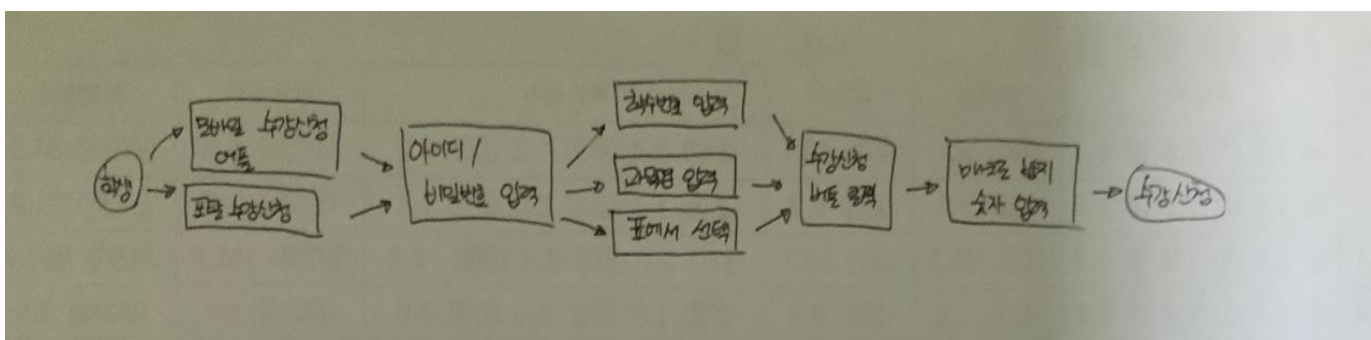 학생
모바일 수강신청
어플
포탈 수강신청
아이디 /
비밀번호 입력
학수번호 입력
과목명 입력
표에서 선택
수강신청
버튼 클릭
매크로 방지
숫자 입력
수강신청